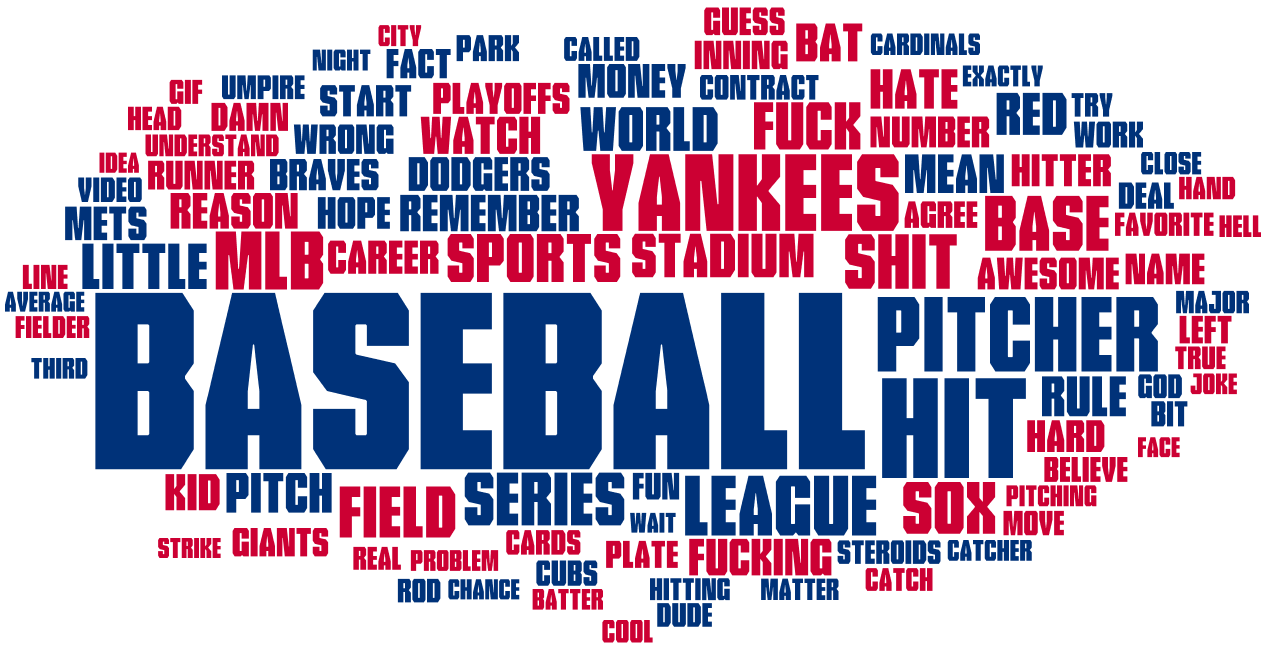 GUESS
CITY
BAT
PARK
CARDINALS
CALLED
INNING
NIGHT
FACT
MONEY
EXACTLY
UMPIRE
CONTRACT
HATE
GIF
START
PLAYOFFS
RED
TRY
HEAD
DAMN
WORLD
FUCK
NUMBER
WORK
UNDERSTAND
WRONG
WATCH
IDEA
RUNNER
BRAVES
DODGERS
YANKEES
MEAN
HITTER
CLOSE
VIDEO
DEAL
HAND
METS
REASON
HOPE
REMEMBER
AGREE
BASE
FAVORITE
HELL
LITTLE
MLB
CAREER
SPORTS
STADIUM
SHIT
AWESOME
NAME
LINE
AVERAGE
MAJOR
FIELDER
BASEBALL
PITCHER
LEFT
TRUE
THIRD
HIT
RULE
GOD
JOKE
BIT
HARD
FACE
BELIEVE
KID
PITCH
FIELD
SERIES
FUN
LEAGUE
SOX
PITCHING
WAIT
MOVE
STRIKE
GIANTS
CARDS
REAL
PROBLEM
PLATE
FUCKING
STEROIDS
CATCHER
CUBS
CATCH
ROD
CHANCE
HITTING
MATTER
BATTER
DUDE
COOL